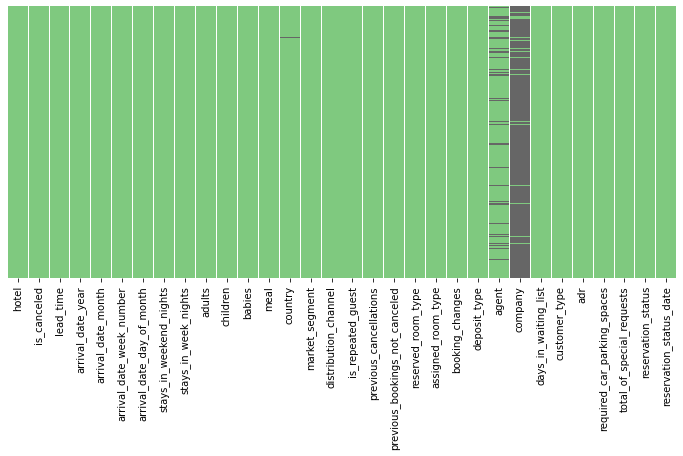 hotel
is_canceled
lead_time
arrival_date_year
arrival_date_month
arrival_date_week_number
arrival_date_day_of_month
stays_in_weekend_nights
stays_in_week_nights
adults
children
babies
meal
country
market_segment
distribution_channel
is_repeated_guest
previous_cancellations
previous_bookings_not_canceled
reserved_room_type
assigned_room_type
booking_changes
deposit_type
agent
company
days_in_waiting_list
customer_type
adr
required_car_parking_spaces
total_of_special_requests
reservation_status
reservation_status_date